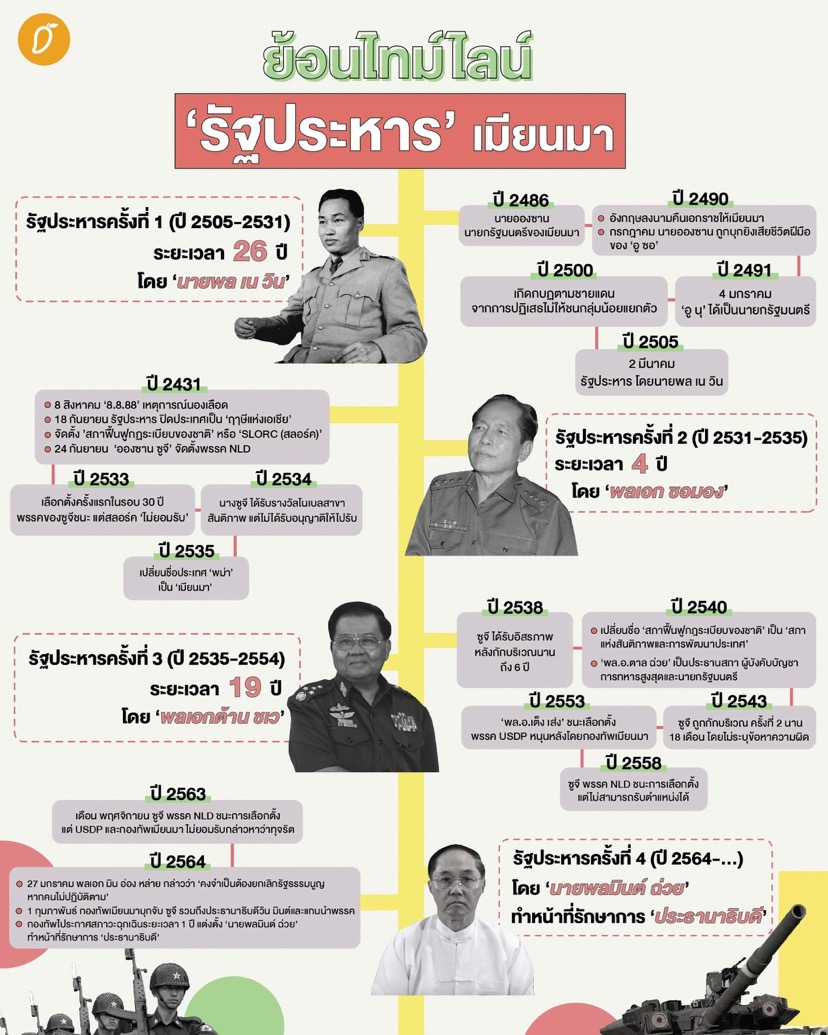 ย้อนไทม์ไลน์
‘รัฐประหาร’ เมียนมา
รัฐประหารครั้งที่ 1 (ปี 2505-2531)
ระยะเวลา 26 ปี
โดย ‘นายพล เน วิน’
ปี 2486
นายอองซาน
นายกรัฐมนตรีของเมียนมา
ปี 2490
อังกฤษลงนามคืนเอกราชให้เมียนมา
กรกฎาคม นายอองซาน ถูกบุกยิงเสียชีวิตฝีมือ
ของ ‘อู ซอ’
ปี 2500
เกิดกบฏตามชายแดน
จากการปฏิเสธไม่ให้ชนกลุ่มน้อยแยกตัว
ปี 2491
4 มกราคม
‘อู นุ’ ได้เป็นนายกรัฐมนตรี
ปี 2505
2 มีนาคม
รัฐประหาร โดยนายพล เน วิน
ปี 2431
8 สิงหาคม ‘8.8.88’ เหตุการณ์นองเลือด
18 กันยายน รัฐประหาร ปิดประเทศเป็น ‘ฤๅษีแห่งเอเชีย’
จัดตั้ง ‘สภาฟื้นฟูกฎระเบียบของชาติ’ หรือ ‘SLORC (สลอร์ค)’
24 กันยายน ‘อองซาน ซูจี’ จัดตั้งพรรค NLD
ปี 2533
เลือกตั้งครั้งแรกในรอบ 30 ปี
พรรคของซูจีชนะ แต่สลอร์ค ‘ไม่ยอมรับ’
ปี 2534
นางซูจี ได้รับรางวัลโนเบลสาขา
สันติภาพ แต่ไม่ได้รับอนุญาติให้ไปรับ
ปี 2535
เปลี่ยนชื่อประเทศ ‘พม่า’
เป็น ‘เมียนมา’
รัฐประหารครั้งที่ 2 (ปี 2531-2535)
ระยะเวลา 4 ปี
โดย ‘พลเอก ซอมอง’
รัฐประหารครั้งที่ 3 (ปี 2535-2554)
ระยะเวลา 19 ปี
โดย ‘พลเอกต้าน ชเว’
ปี 2538
ซูจี ได้รับอิสรภาพ
หลังกักบริเวณนาน
ถึง 6 ปี
ปี 2540
เปลี่ยนชื่อ ‘สภาฟื้นฟูกฎระเบียบของชาติ’ เป็น ‘สภา
แห่งสันติภาพและการพัฒนาประเทศ’
‘พล.อ.ตาล ฉ่วย’ เป็นประธานสภา ผู้บังคับบัญชา
การทหารสูงสุดและนายกรัฐมนตรี
ปี 2553
‘พล.อ.เต็ง เส่ง’ ชนะเลือกตั้ง
พรรค USDP หนุนหลังโดยกองทัพเมียนมา
ปี 2543
ซูจี ถูกกักบริเวณ ครั้งที่ 2 นาน
18 เดือน โดยไม่ระบุข้อหาความผิด
ปี 2558
ซูจี พรรค NLD ชนะการเลือกตั้ง
แต่ไม่สามารถรับตำแหน่งได้
ปี 2563
เดือน พฤศจิกายน ซูจี พรรค NLD ชนะการเลือกตั้ง
แต่ USDP และกองทัพเมียนมา ไม่ยอมรับกล่าวหาว่าทุจริต
ปี 2564
27 มกราคม พลเอก มิน อ่อง หล่าย กล่าวว่า ‘คงจำเป็นต้องยกเลิกรัฐธรรมนูญ
หากคนไม่ปฏิบัติตาม’
1 กุมภาพันธ์ กองทัพเมียนมาบุกจับ ซูจี รวมถึงประธานาธิบดีวิน มินต์และแกนนำพรรค
กองทัพประกาศภาวะฉุกเฉินระยะเวลา 1 ปี แต่งตั้ง ‘นายพลมินต์ ฉ่วย’
ทำหน้าที่รักษาการ ‘ประธานาธิบดี’
รัฐประหารครั้งที่ 4 (ปี 2564-...)
โดย ‘นายพลมินต์ ฉ่วย’
ทำหน้าที่รักษาการ ‘ประธานาธิบดี’